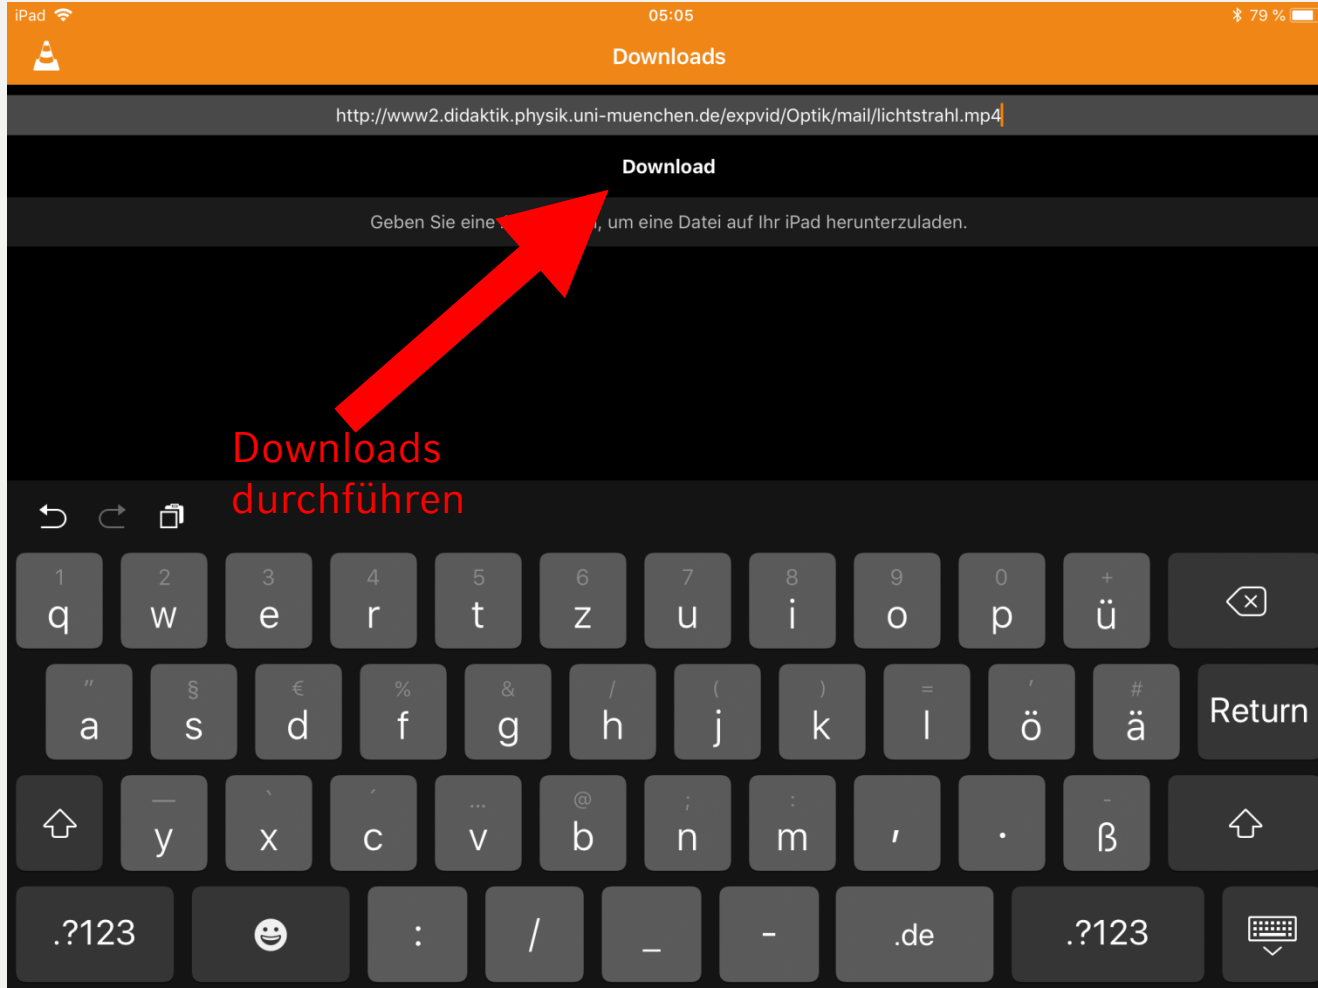 iPad 05:05 79 %
Downloads
http://www2.didaktik.physik.uni-muenchen.de/expvid/Optik/mail/lichtstrahl.mp4
Download
Geben Sie eine , um eine Datei auf Ihr iPad herunterzuladen.
Downloads
durchführen
1 2 3 4 5 6 7 8 9 0 +
q w e r t z u i o p ü
" § € % & / ( ) = ' #
a s d f g h j k l ö ä Return
— ` ´ ... @ ; : -
y x c v b n m , . ß
.?123 : / _ - .de .?123